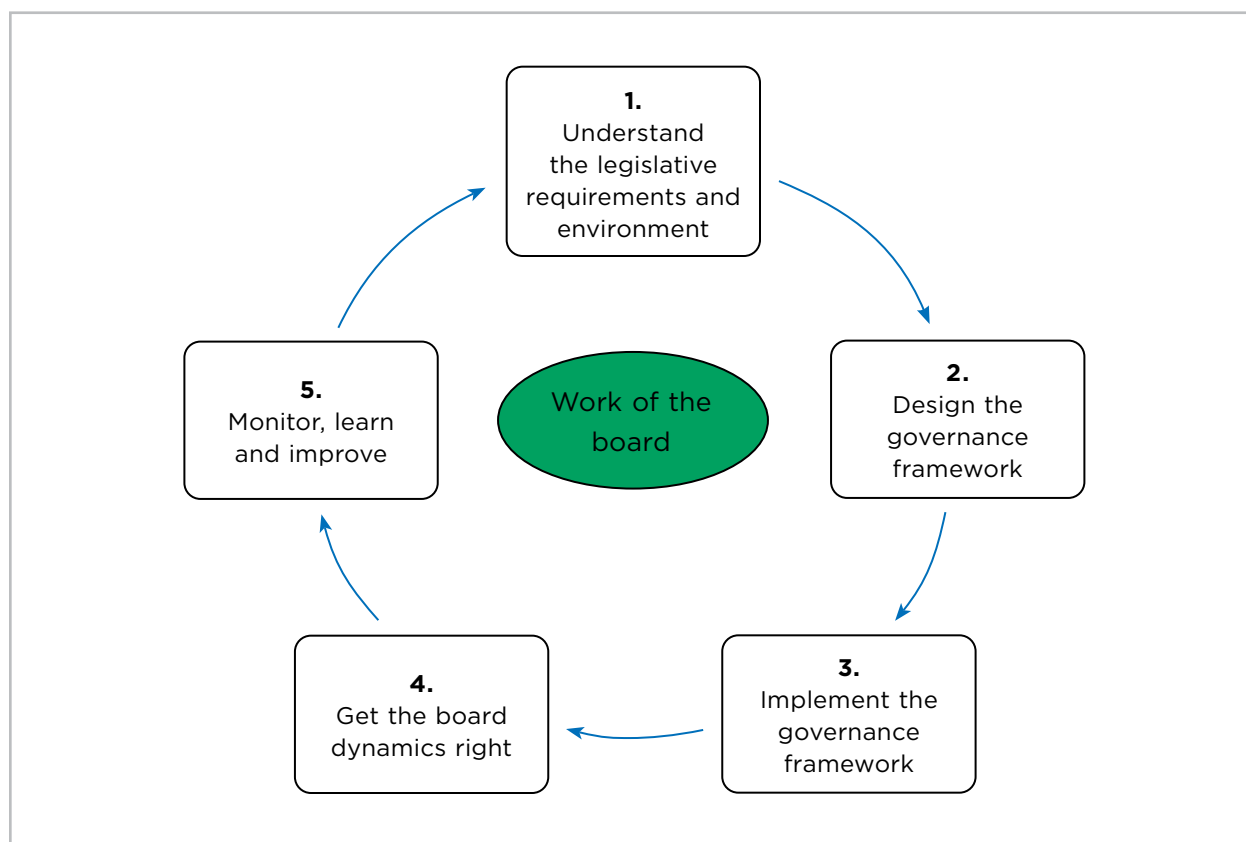 1.
Understand
the legislative
requirements and
environment
2.
Design the
governance
framework
3.
Implement the
governance
framework
4.
Get the board
dynamics right
5.
Monitor, learn
and improve
Work of the
board